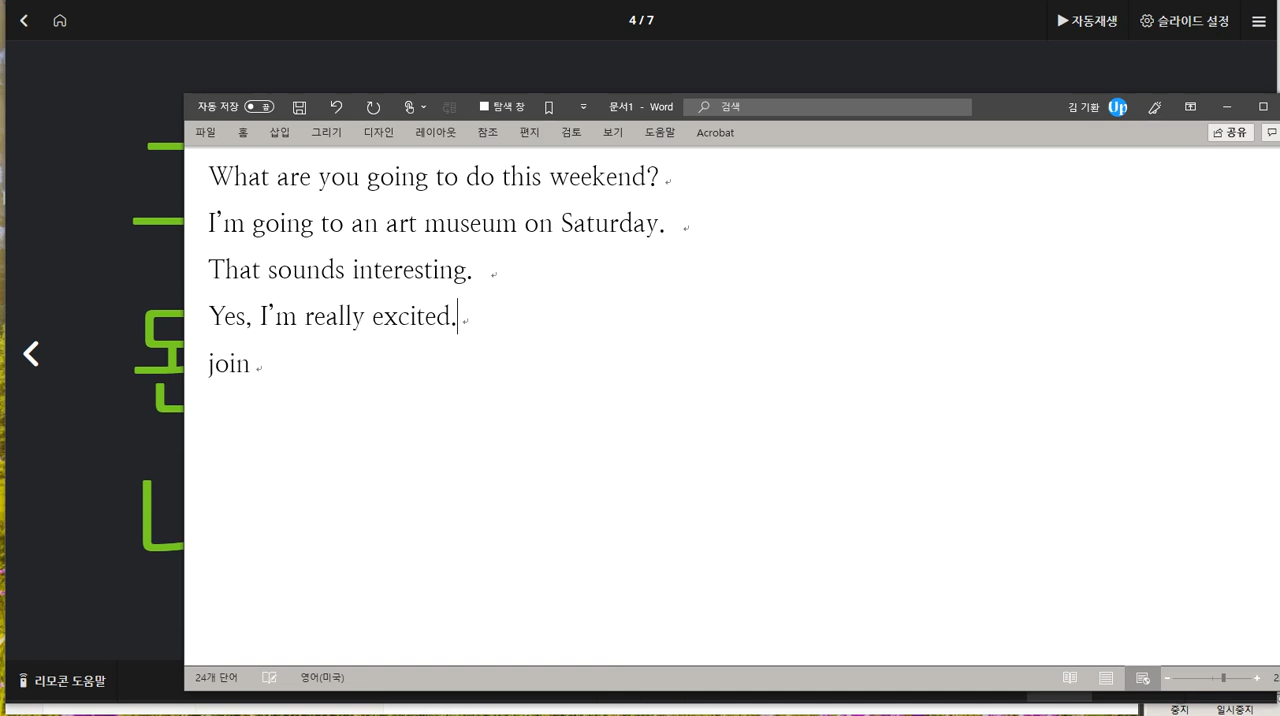 4 / 7
자동재생
슬라이드 설정
자동 저장
탐색 창
문서1 - Word
검색
김 기환
Up
파일 홈 삽입 그리기 디자인 레이아웃 참조 편지 검토 보기 도움말 Acrobat
공유
What are you going to do this weekend?
I'm going to an art museum on Saturday.
That sounds interesting.
Yes, I'm really excited.
join
24개 단어
영어(미국)
리모콘 도움말
중지 일시중지